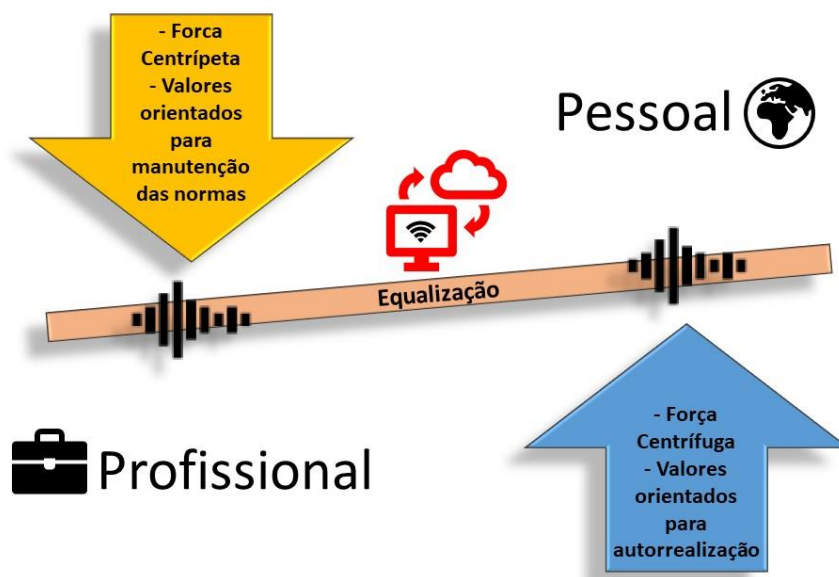 - Forca
Centrípeta
- Valores
orientados
para
manutenção
das normas
Pessoal
Equalização
Profissional
- Força
Centrífuga
- Valores
orientados
para
autorrealização